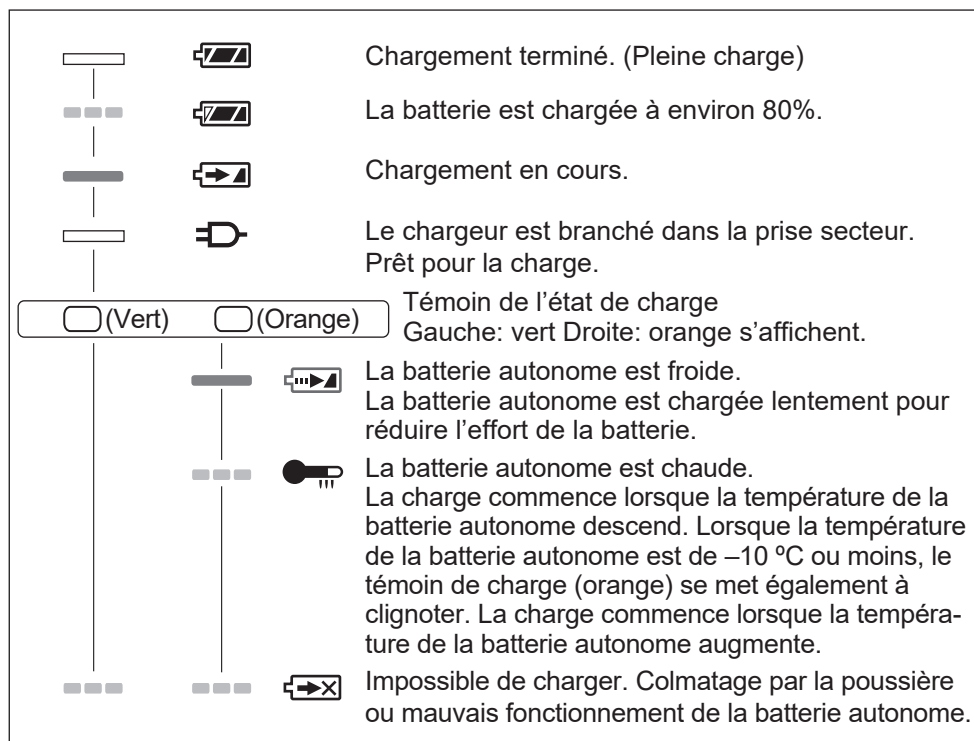 Chargement terminé. (Pleine charge)
La batterie est chargée à environ 80%.
Chargement en cours.
Le chargeur est branché dans la prise secteur.
Prêt pour la charge.
(Vert) (Orange)
Témoin de l’état de charge
Gauche: vert Droite: orange s’affichent.
La batterie autonome est froide.
La batterie autonome est chargée lentement pour
réduire l’effort de la batterie.
La batterie autonome est chaude.
La charge commence lorsque la température de la
batterie autonome descend. Lorsque la température
de la batterie autonome est de –10 ºC ou moins, le
témoin de charge (orange) se met également à
clignoter. La charge commence lorsque la tempéra-
ture de la batterie autonome augmente.
Impossible de charger. Colmatage par la poussière
ou mauvais fonctionnement de la batterie autonome.